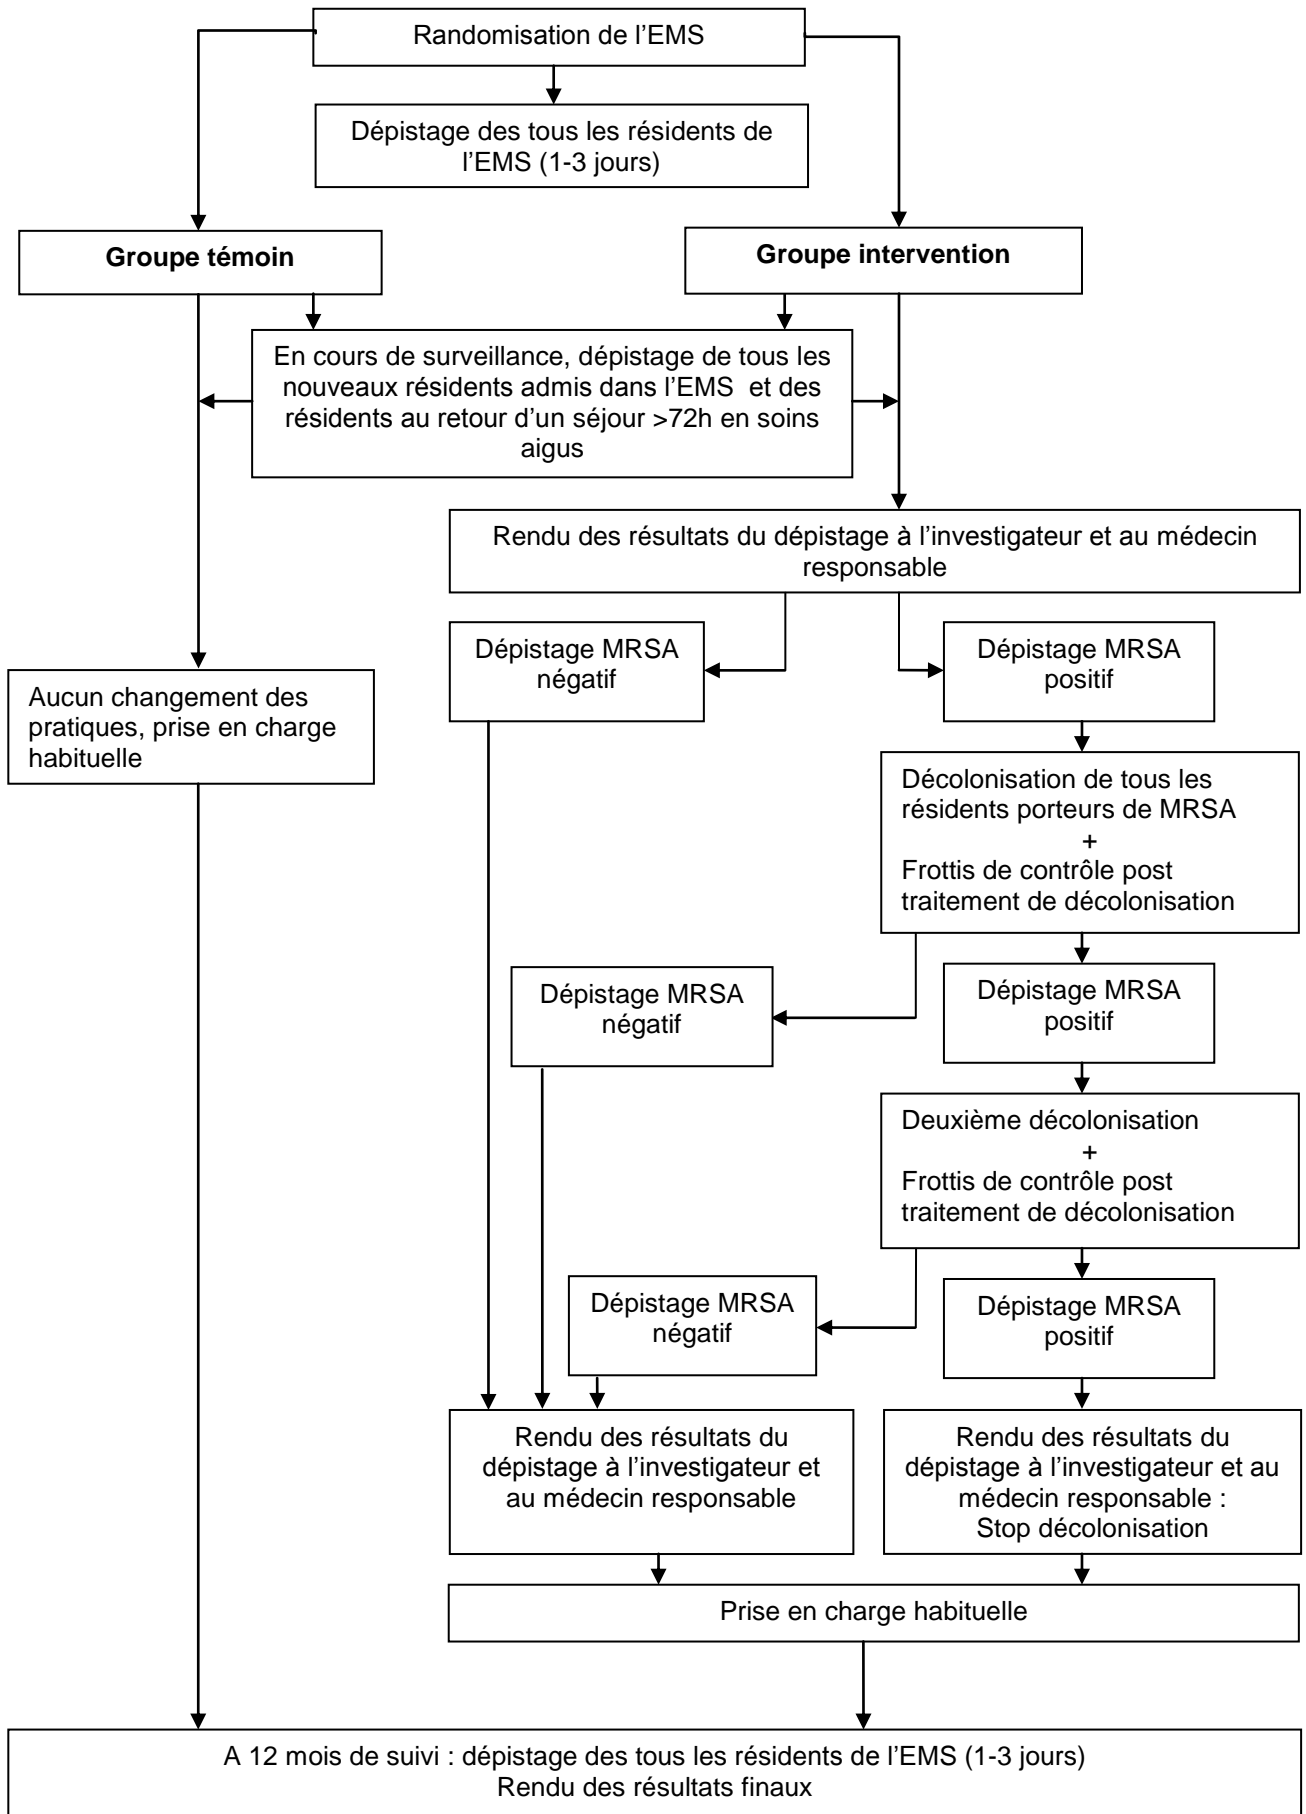 Randomisation de l’EMS
Dépistage des tous les résidents de
l’EMS (1-3 jours)
Groupe témoin
Groupe intervention
En cours de surveillance, dépistage de tous les
nouveaux résidents admis dans l’EMS et des
résidents au retour d’un séjour >72h en soins
aigus
Rendu des résultats du dépistage à l’investigateur et au médecin
responsable
Dépistage MRSA
négatif
Dépistage MRSA
positif
Aucun changement des
pratiques, prise en charge
habituelle
Décolonisation de tous les
résidents porteurs de MRSA
+
Frottis de contrôle post
traitement de décolonisation
Dépistage MRSA
négatif
Dépistage MRSA
positif
Deuxième décolonisation
+
Frottis de contrôle post
traitement de décolonisation
Dépistage MRSA
négatif
Dépistage MRSA
positif
Rendu des résultats du
dépistage à l’investigateur et
au médecin responsable
Rendu des résultats du
dépistage à l’investigateur et au
médecin responsable :
Stop décolonisation
Prise en charge habituelle
A 12 mois de suivi : dépistage des tous les résidents de l’EMS (1-3 jours)
Rendu des résultats finaux